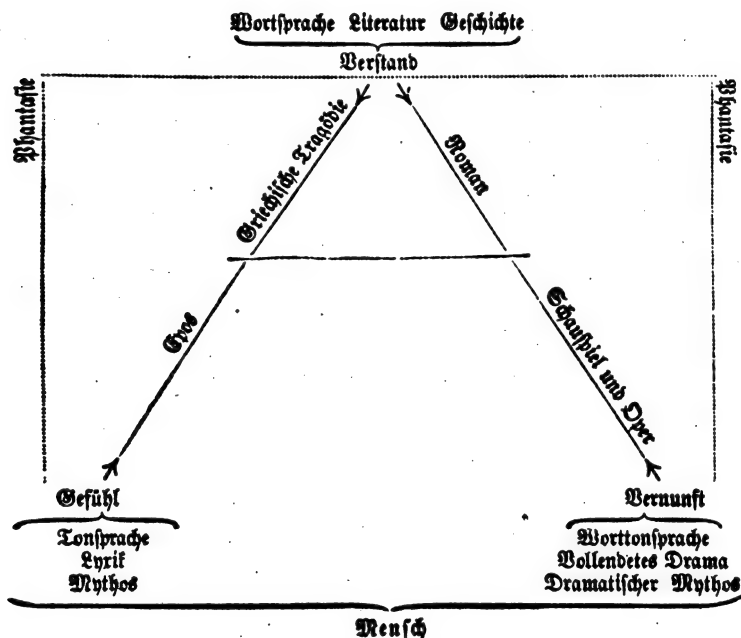 Wortſprache Literatur Geſchichte
Verſtand
Phantaſie
Phantaſie
Griechiſche Tragödie
Roman
Epos
Schauſpiel und Oper
Gefühl
Vernunft
Tonſprache
Lyrik
Mythos
Worttonſprache
Vollendetes Drama
Dramatiſcher Mythos
Menſch